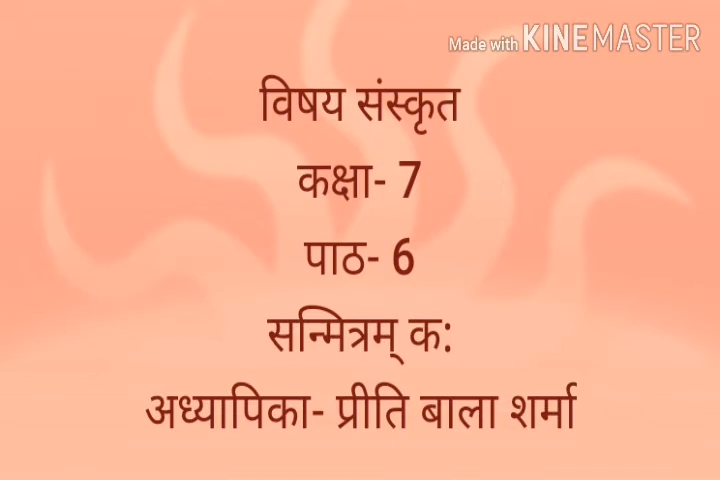 Made with KINEMASTER
विषय संस्कृत
कक्षा- 7
पाठ- 6
सन्मित्रम् क:
अध्यापिका- प्रीति बाला शर्मा